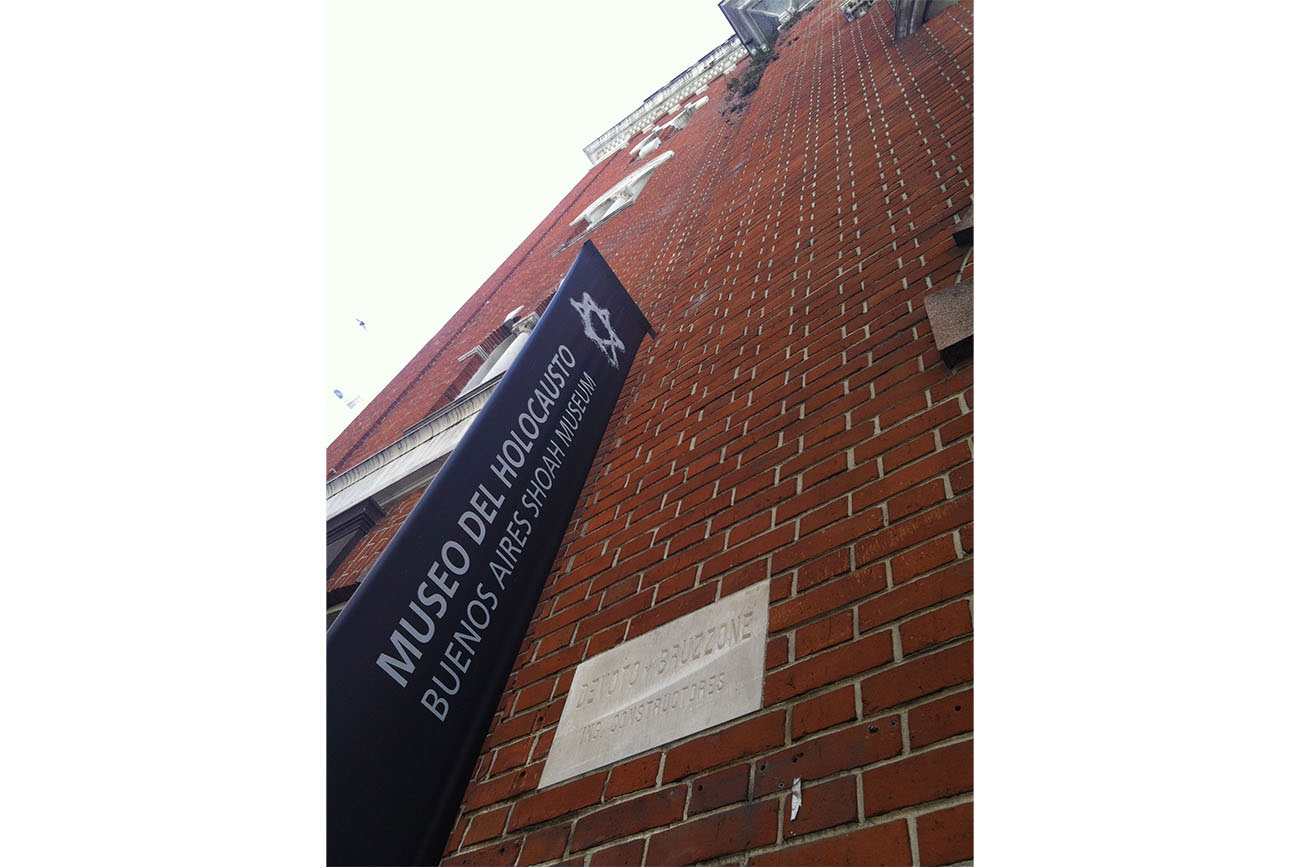 MUSEO DEL HOLOCAUSTO
BUENOS AIRES SHOAH MUSEUM
DEVOTO Y BRUZZONE
ING. CONSTRUCTORES